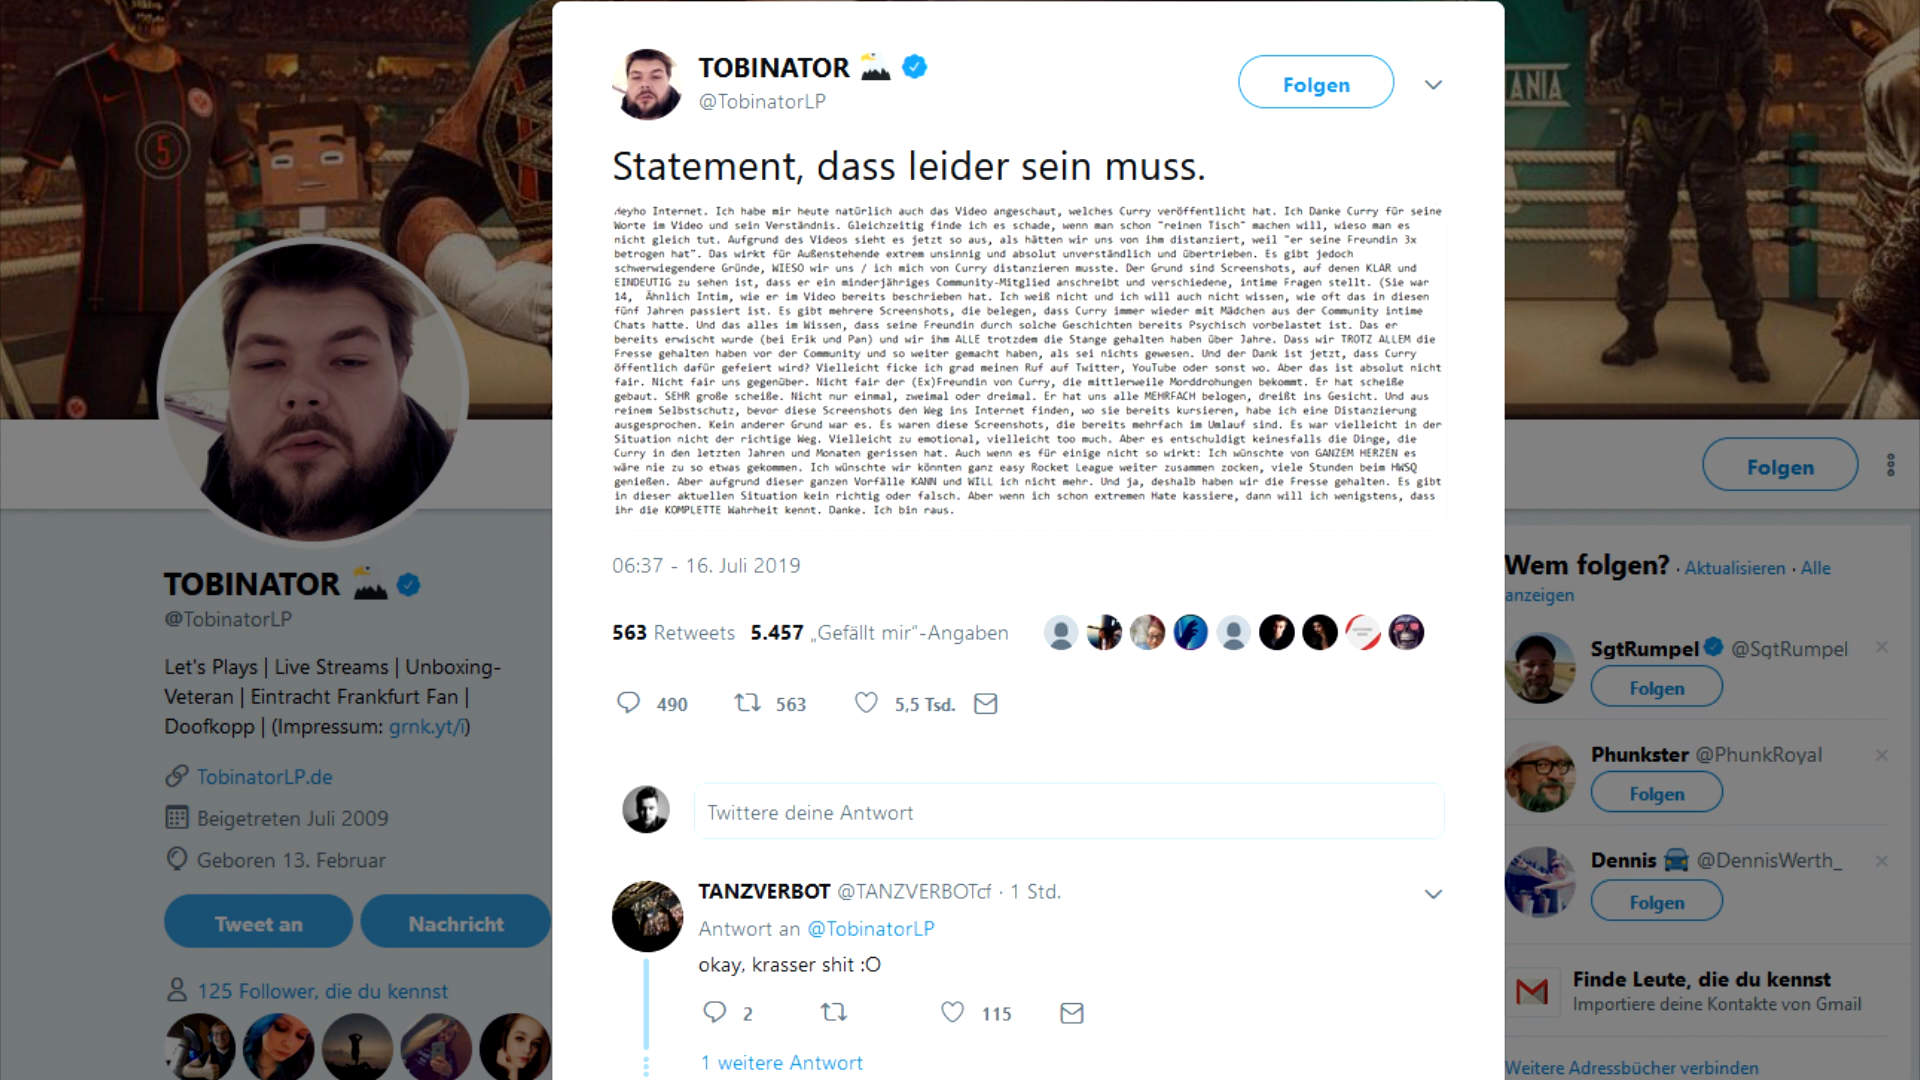 TOBINATOR
@TobinatorLP
Folgen
Statement, dass leider sein muss.
Heyho Internet. Ich habe mir heute natürlich auch das Video angeschaut, welches Curry veröffentlicht hat. Ich Danke Curry für seine
Worte im Video und sein Verständnis. Gleichzeitig finde ich es schade, wenn man schon "reinen Tisch" machen will, wieso man es
nicht gleich tut. Aufgrund des Videos sieht es jetzt so aus, als hätten wir uns von ihm distanziert, weil "er seine Freundin 3x
betrogen hat". Das wirkt für Außenstehende extrem unsinnig und absolut unverständlich und übertrieben. Es gibt jedoch
schwerwiegendere Gründe, WIESO wir uns / ich mich von Curry distanzieren musste. Der Grund sind Screenshots, auf denen KLAR und
EINDEUTIG zu sehen ist, dass er ein minderjähriges Community-Mitglied anschreibt und verschiedene, intime Fragen stellt. (Sie war
14, Ähnlich Intim, wie er im Video bereits beschrieben hat. Ich weiß nicht und ich will auch nicht wissen, wie oft das in diesen
fünf Jahren passiert ist. Es gibt mehrere Screenshots, die belegen, dass Curry immer wieder mit Mädchen aus der Community intime
Chats hatte. Und das alles im Wissen, dass seine Freundin durch solche Geschichten bereits Psychisch vorbelastet ist. Das er
bereits erwischt wurde (bei Erik und Pan) und wir ihm ALLE trotzdem die Stange gehalten haben über Jahre. Dass wir TROTZ ALLEM die
Fresse gehalten haben vor der Community und so weiter gemacht haben, als sei nichts gewesen. Und der Dank ist jetzt, dass Curry
öffentlich dafür gefeiert wird? Vielleicht ficke ich grad meinen Ruf auf Twitter, YouTube oder sonst wo. Aber das ist absolut nicht
fair. Nicht fair uns gegenüber. Nicht fair der (Ex)Freundin von Curry, die mittlerweile Morddrohungen bekommt. Er hat scheiße
gebaut. SEHR große scheiße. Nicht nur einmal, zweimal oder dreimal. Er hat uns alle MEHRFACH belogen, dreißt ins Gesicht. Und aus
reinem Selbstschutz, bevor diese Screenshots den Weg ins Internet finden, wo sie bereits kursieren, habe ich eine Distanzierung
ausgesprochen. Kein anderer Grund war es. Es waren diese Screenshots, die bereits mehrfach im Umlauf sind. Es war vielleicht in der
Situation nicht der richtige Weg. Vielleicht zu emotional, vielleicht too much. Aber es entschuldigt keinesfalls die Dinge, die
Curry in den letzten Jahren und Monaten gerissen hat. Auch wenn es für einige nicht so wirkt: Ich wünschte von GANZEM HERZEN es
wäre nie zu so etwas gekommen. Ich wünschte wir könnten ganz easy Rocket League weiter zusammen zocken, viele Stunden beim HWSQ
genießen. Aber aufgrund dieser ganzen Vorfälle KANN und WILL ich nicht mehr. Und ja, deshalb haben wir die Fresse gehalten. Es gibt
in dieser aktuellen Situation kein richtig oder falsch. Aber wenn ich schon extremen Hate kassiere, dann will ich wenigstens, dass
ihr die KOMPLETTE Wahrheit kennt. Danke. Ich bin raus.
06:37 - 16. Juli 2019
563 Retweets 5.457 „Gefällt mir“-Angaben
490 563 5,5 Tsd.
Twittere deine Antwort
TANZVERBOT @TANZVERBOTcf · 1 Std.
Antwort an @TobinatorLP
okay, krasser shit :O
2 115
1 weitere Antwort
5
TOBINATOR
@TobinatorLP
Let's Plays | Live Streams | Unboxing-
Veteran | Eintracht Frankfurt Fan |
Doofkopp | (Impressum: grnk.yt/i)
TobinatorLP.de
Beigetreten Juli 2009
Geboren 13. Februar
Tweet an
Nachricht
125 Follower, die du kennst
ANIA
Folgen
Wem folgen? · Aktualisieren · Alle
anzeigen
SgtRumpel @SgtRumpel
Folgen
Phunkster @PhunkRoyal
Folgen
Dennis @DennisWerth_
Folgen
Finde Leute, die du kennst
Importiere deine Kontakte von Gmail
Weitere Adressbücher verbinden